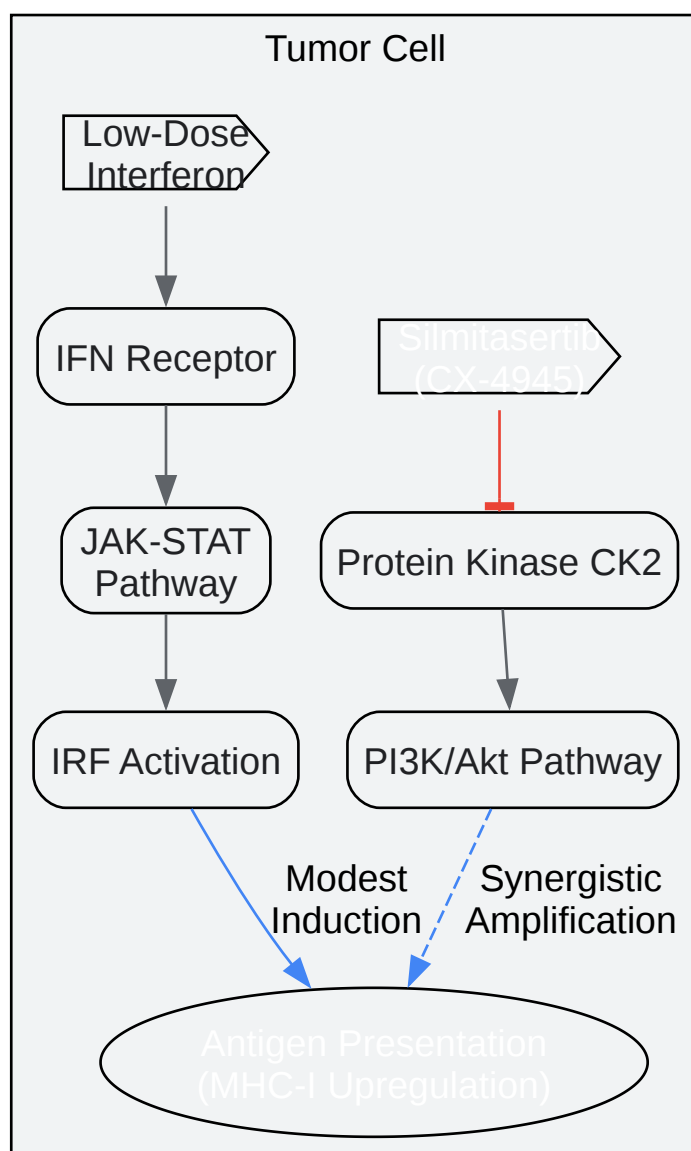 Tumor Cell
Low-Dose
Interferon
IFN Receptor
Silmitasertib
(CX-4945)
JAK-STAT
Pathway
Protein Kinase CK2
IRF Activation
PI3K/Akt Pathway
Modest
Induction
Synergistic
Amplification
Antigen Presentation
(MHC-I Upregulation)